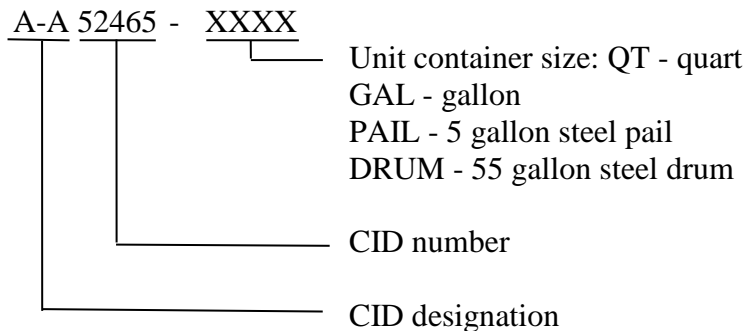 A-A 52465 - XXXX
Unit container size: QT - quart
GAL - gallon
PAIL - 5 gallon steel pail
DRUM - 55 gallon steel drum
CID number
CID designation